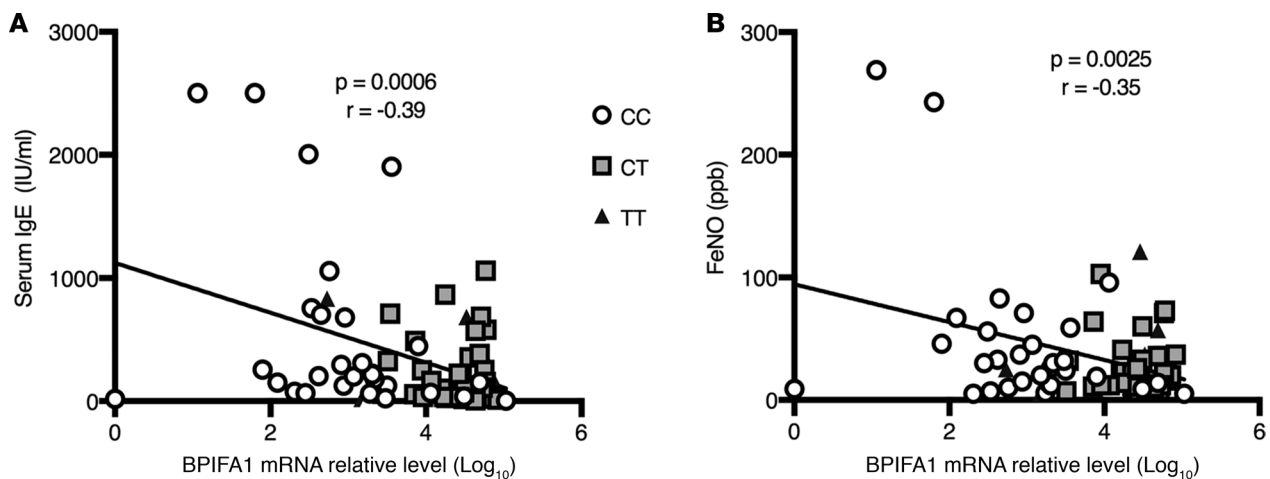 A
Serum IgE (IU/ml)
3000
2000
1000
0
0 2 4 6
p = 0.0006
r = -0.39
BPIFA1 mRNA relative level (Log₁₀)
CC
CT
TT
B
FeNO (ppb)
300
200
100
0
0 2 4 6
p = 0.0025
r = -0.35
BPIFA1 mRNA relative level (Log₁₀)